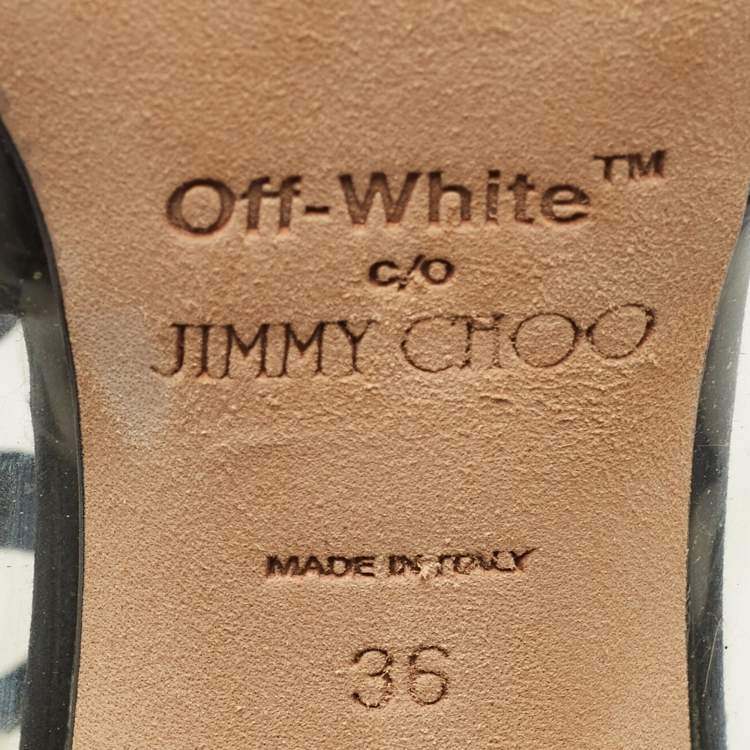 Off-White™
c/o
JIMMY CHOO
MADE IN ITALY
36